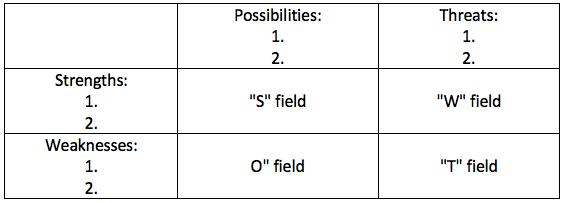 Possibilities:
1.
2.
Threats:
1.
2.
Strengths:
1.
2.
"S" field
"W" field
Weaknesses:
1.
2.
O" field
"T" field